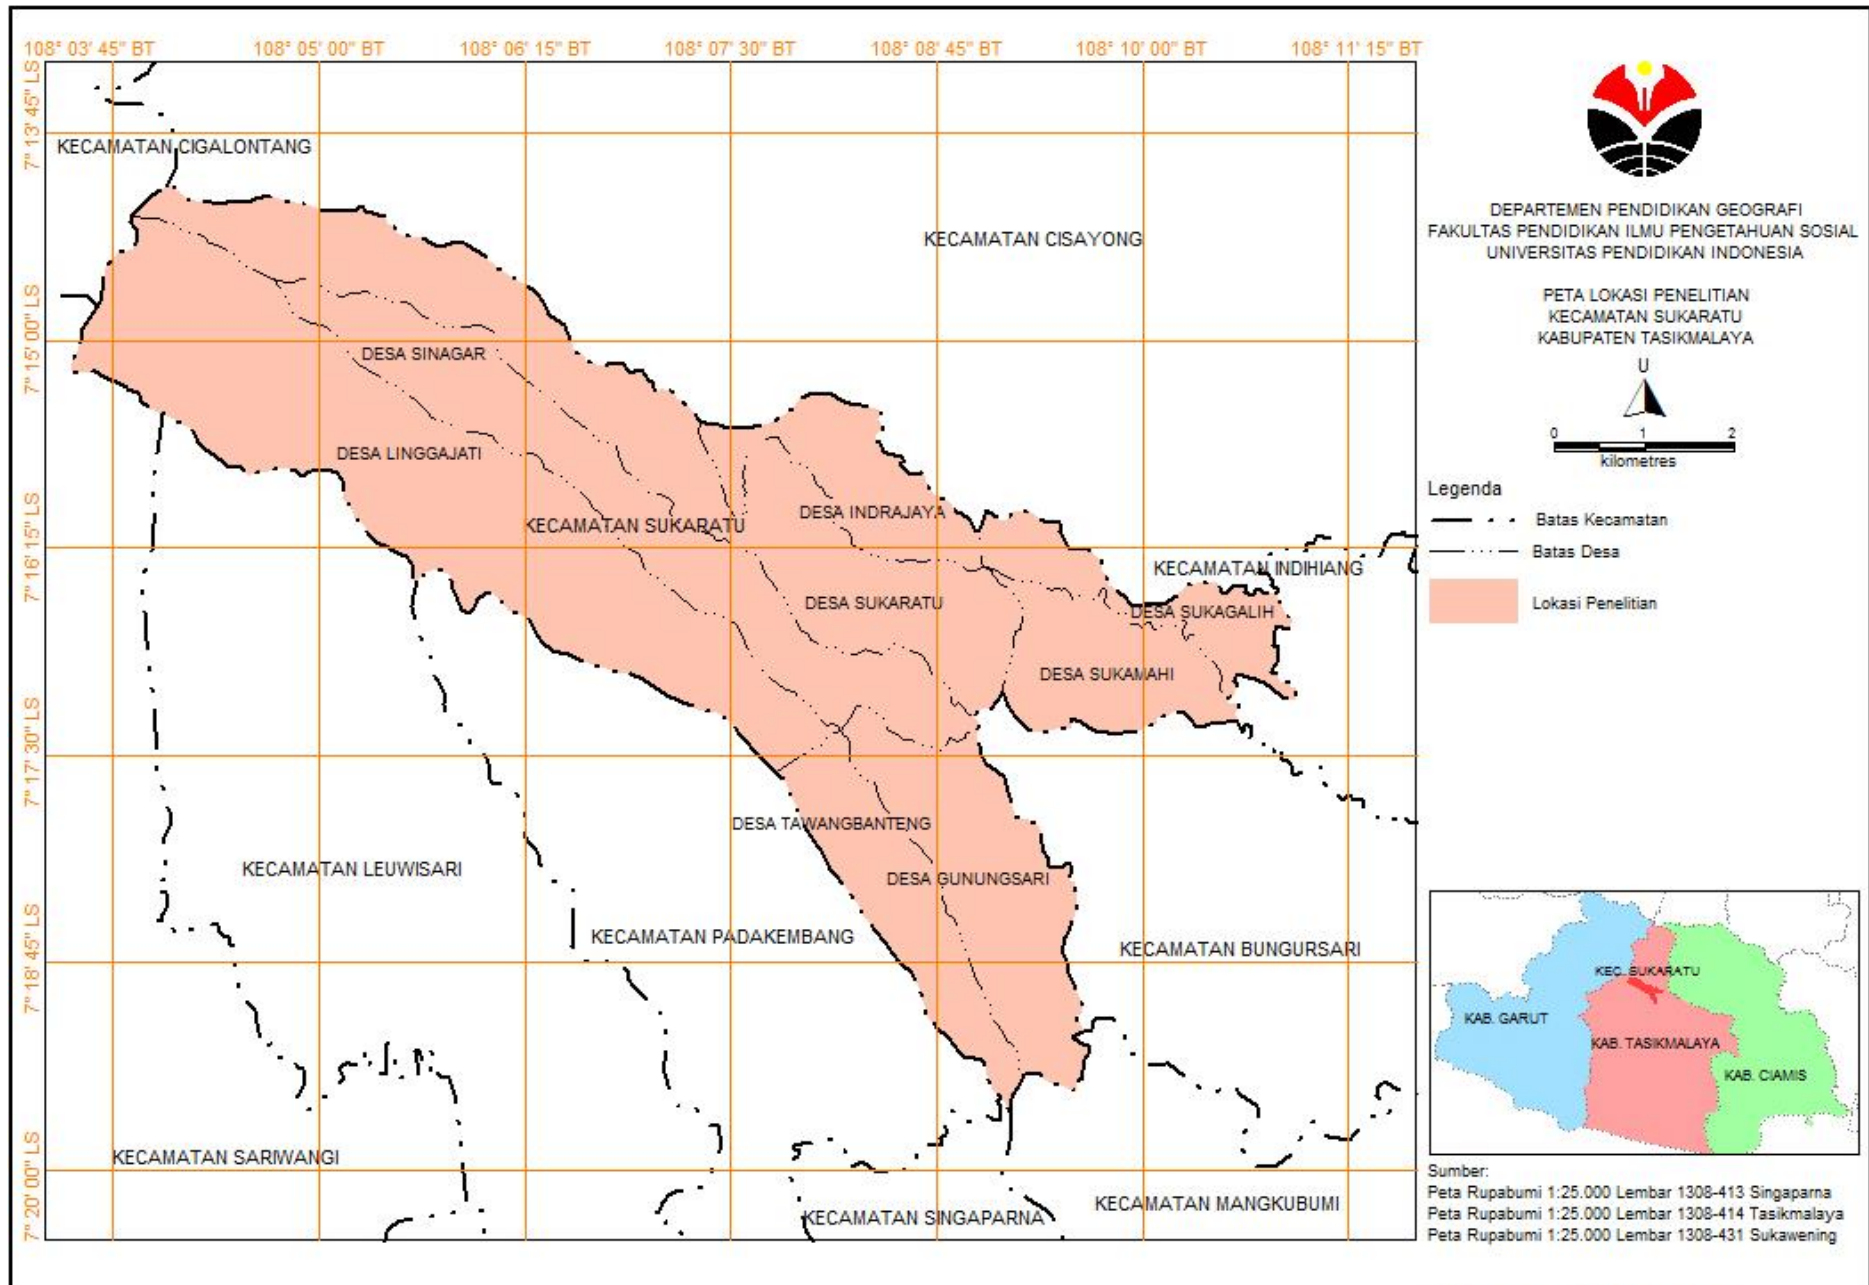 108° 03' 45" BT
108° 05' 00" BT
108° 06' 15" BT
108° 07' 30" BT
108° 08' 45" BT
108° 10' 00" BT
108° 11' 15" BT
7° 13' 45" LS
7° 15' 00" LS
7° 16' 15" LS
7° 17' 30" LS
7° 18' 45" LS
7° 20' 00" LS
KECAMATAN CIGALONTANG
KECAMATAN CISAYONG
DESA SINAGAR
DESA LINGGAJATI
KECAMATAN SUKARATU
DESA INDRAJAYA
KECAMATAN INDIHIANG
DESA SUKARATU
DESA SUKAGALIH
DESA SUKAMAHI
DESA TAWANGBANTENG
KECAMATAN LEUWISARI
DESA GUNUNGSARI
KECAMATAN PADAKEMBANG
KECAMATAN BUNGURSARI
KECAMATAN SARIWANGI
KECAMATAN SINGAPARNA
KECAMATAN MANGKUBUMI
DEPARTEMEN PENDIDIKAN GEOGRAFI
FAKULTAS PENDIDIKAN ILMU PENGETAHUAN SOSIAL
UNIVERSITAS PENDIDIKAN INDONESIA
PETA LOKASI PENELITIAN
KECAMATAN SUKARATU
KABUPATEN TASIKMALAYA
U
0 1 2
kilometres
Legenda
Batas Kecamatan
Batas Desa
Lokasi Penelitian
KEC. SUKARATU
KAB. GARUT
KAB. TASIKMALAYA
KAB. CIAMIS
Sumber:
Peta Rupabumi 1:25.000 Lembar 1308-413 Singaparna
Peta Rupabumi 1:25.000 Lembar 1308-414 Tasikmalaya
Peta Rupabumi 1:25.000 Lembar 1308-431 Sukawening